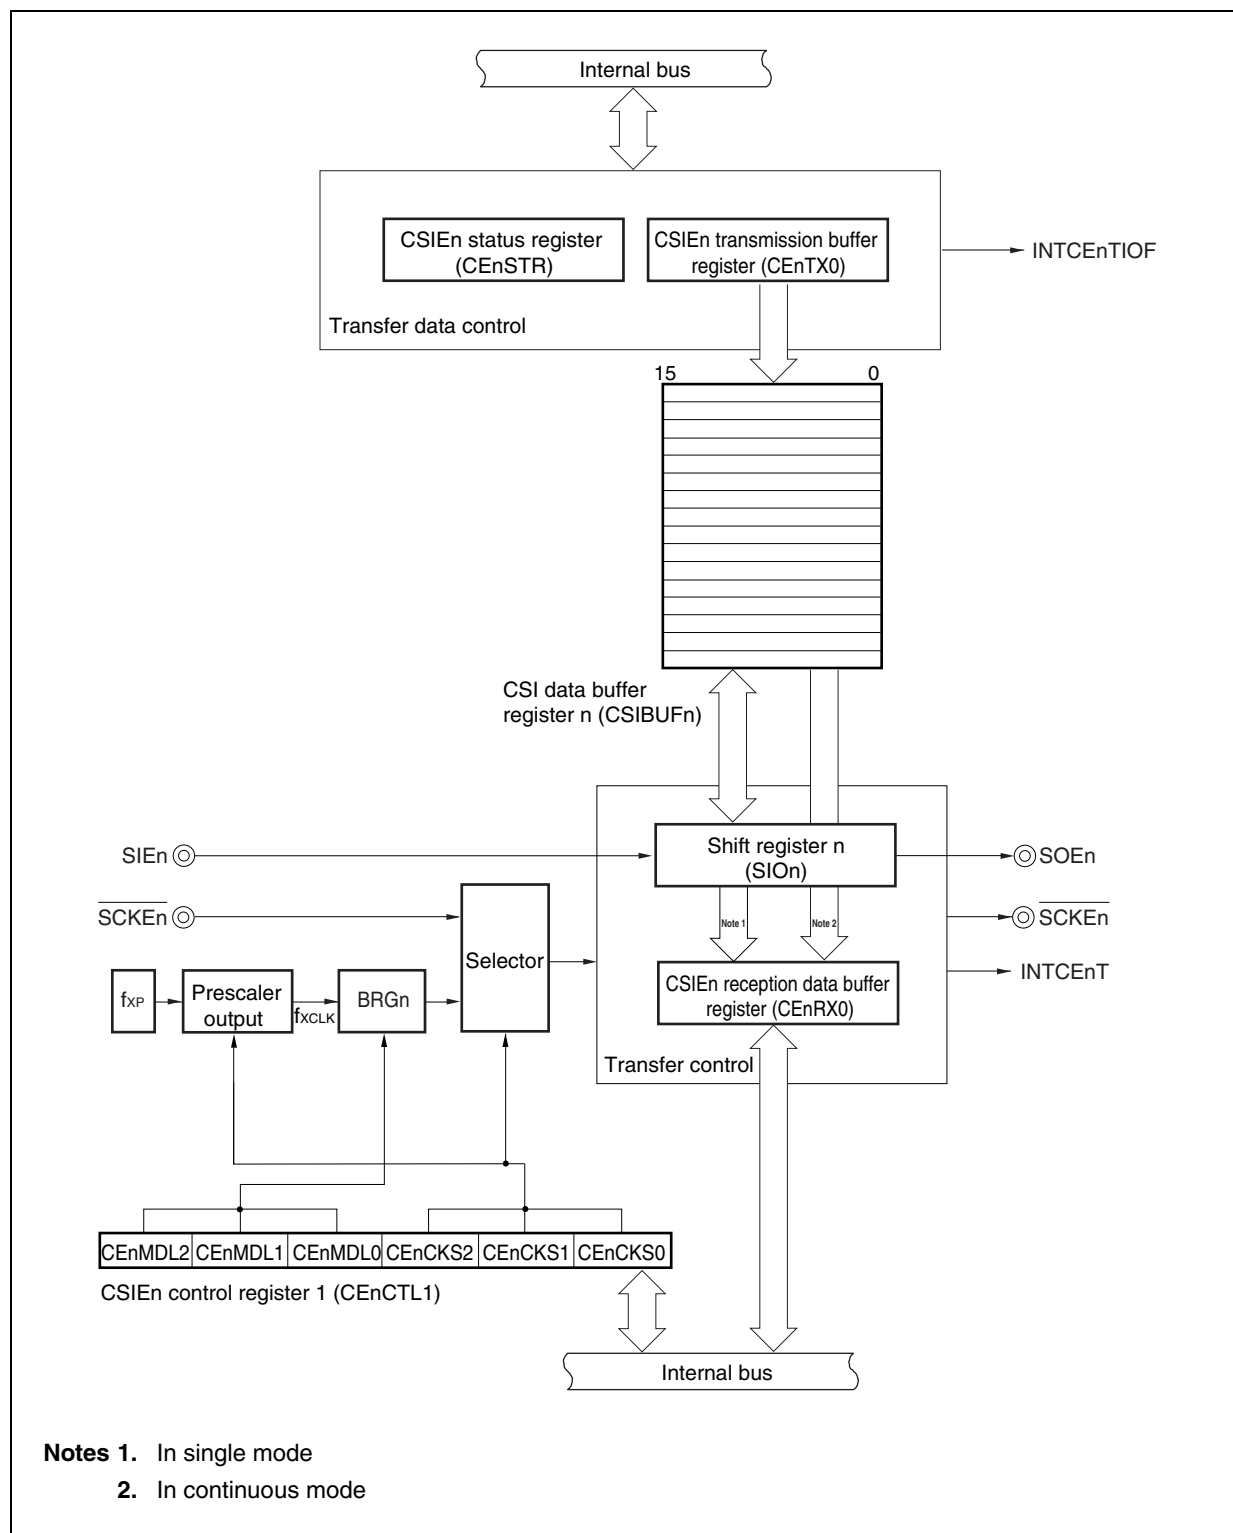 Internal bus
CSIEn status register
(CEnSTR)
CSIEn transmission buffer
register (CEnTX0)
INTCEnTIOF
Transfer data control
15
0
CSI data buffer
register n (CSIBUFn)
SIEn
Shift register n
(SIOn)
SOEn
SCKEn
Selector
Note 1
Note 2
SCKEn
fXP
Prescaler
output
fXCLK
BRGn
CSIEn reception data buffer
register (CEnRX0)
INTCEnT
Transfer control
CEnMDL2 CEnMDL1 CEnMDL0 CEnCKS2 CEnCKS1 CEnCKS0
CSIEn control register 1 (CEnCTL1)
Internal bus
Notes 1. In single mode
2. In continuous mode